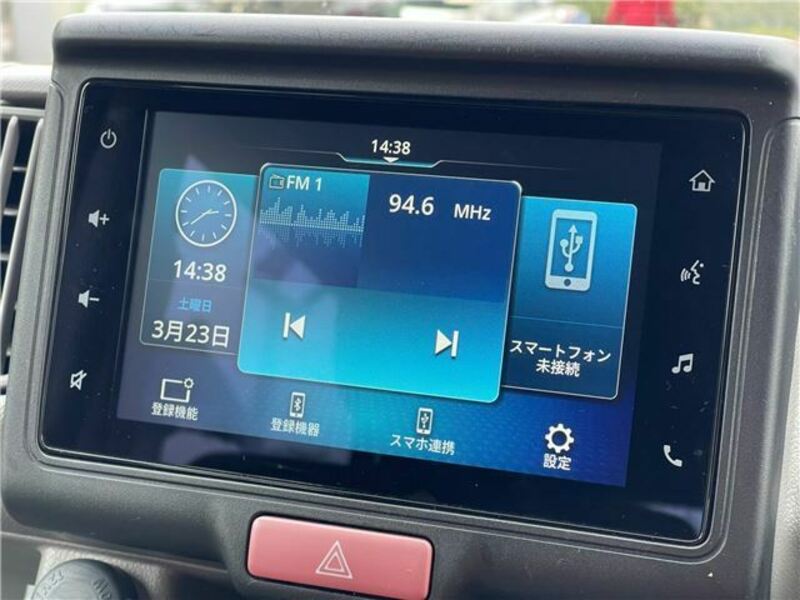 14:38
FM 1
94.6 MHz
14:38
土曜日
3月23日
スマートフォン
未接続
登録機能
登録機器
スマホ連携
設定